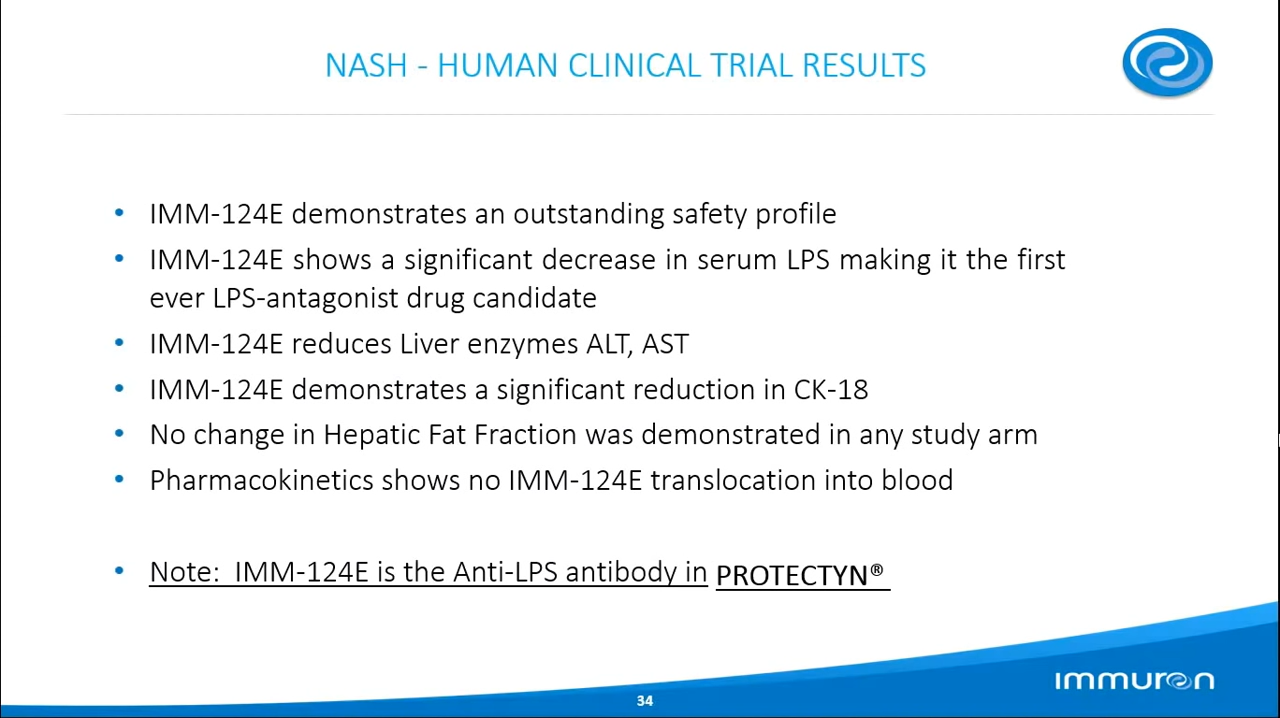 NASH - HUMAN CLINICAL TRIAL RESULTS
• IMM-124E demonstrates an outstanding safety profile
• IMM-124E shows a significant decrease in serum LPS making it the first
ever LPS-antagonist drug candidate
• IMM-124E reduces Liver enzymes ALT, AST
• IMM-124E demonstrates a significant reduction in CK-18
• No change in Hepatic Fat Fraction was demonstrated in any study arm
• Pharmacokinetics shows no IMM-124E translocation into blood
• Note: IMM-124E is the Anti-LPS antibody in PROTECTYN®
immuron
34